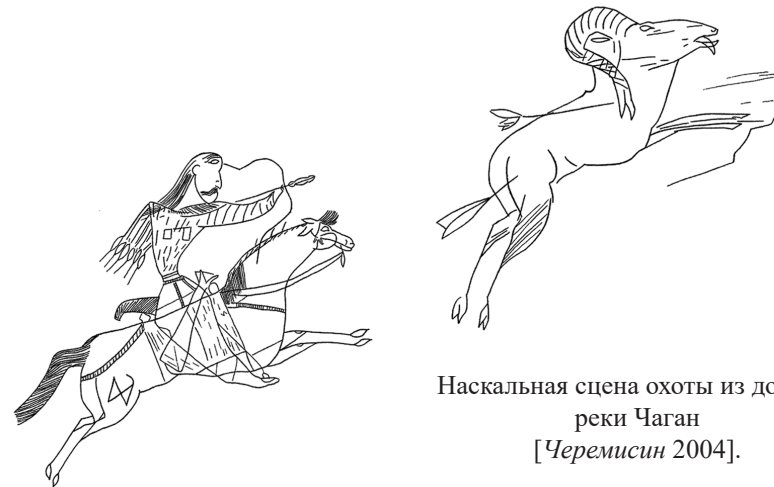 Наскальная сцена охоты из до
реки Чаган
[Черемисин 2004].